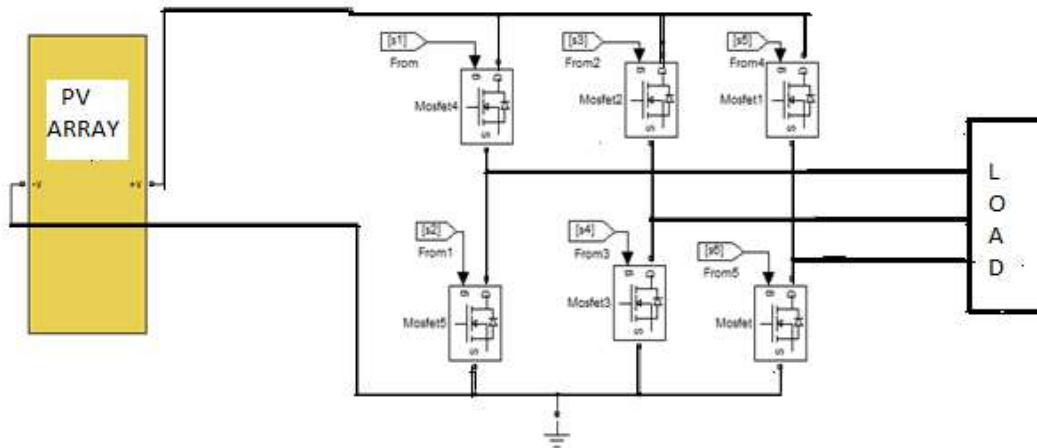 PV
ARRAY
-v
+v
[s1]
From
g
D
Mosfet4
S
[s3]
From2
g
D
Mosfet2
S
[s5]
From4
g
D
Mosfet1
S
[s2]
From1
g
D
Mosfet5
S
[s4]
From3
g
D
Mosfet3
S
[s6]
From5
g
D
Mosfet
S
L
O
A
D